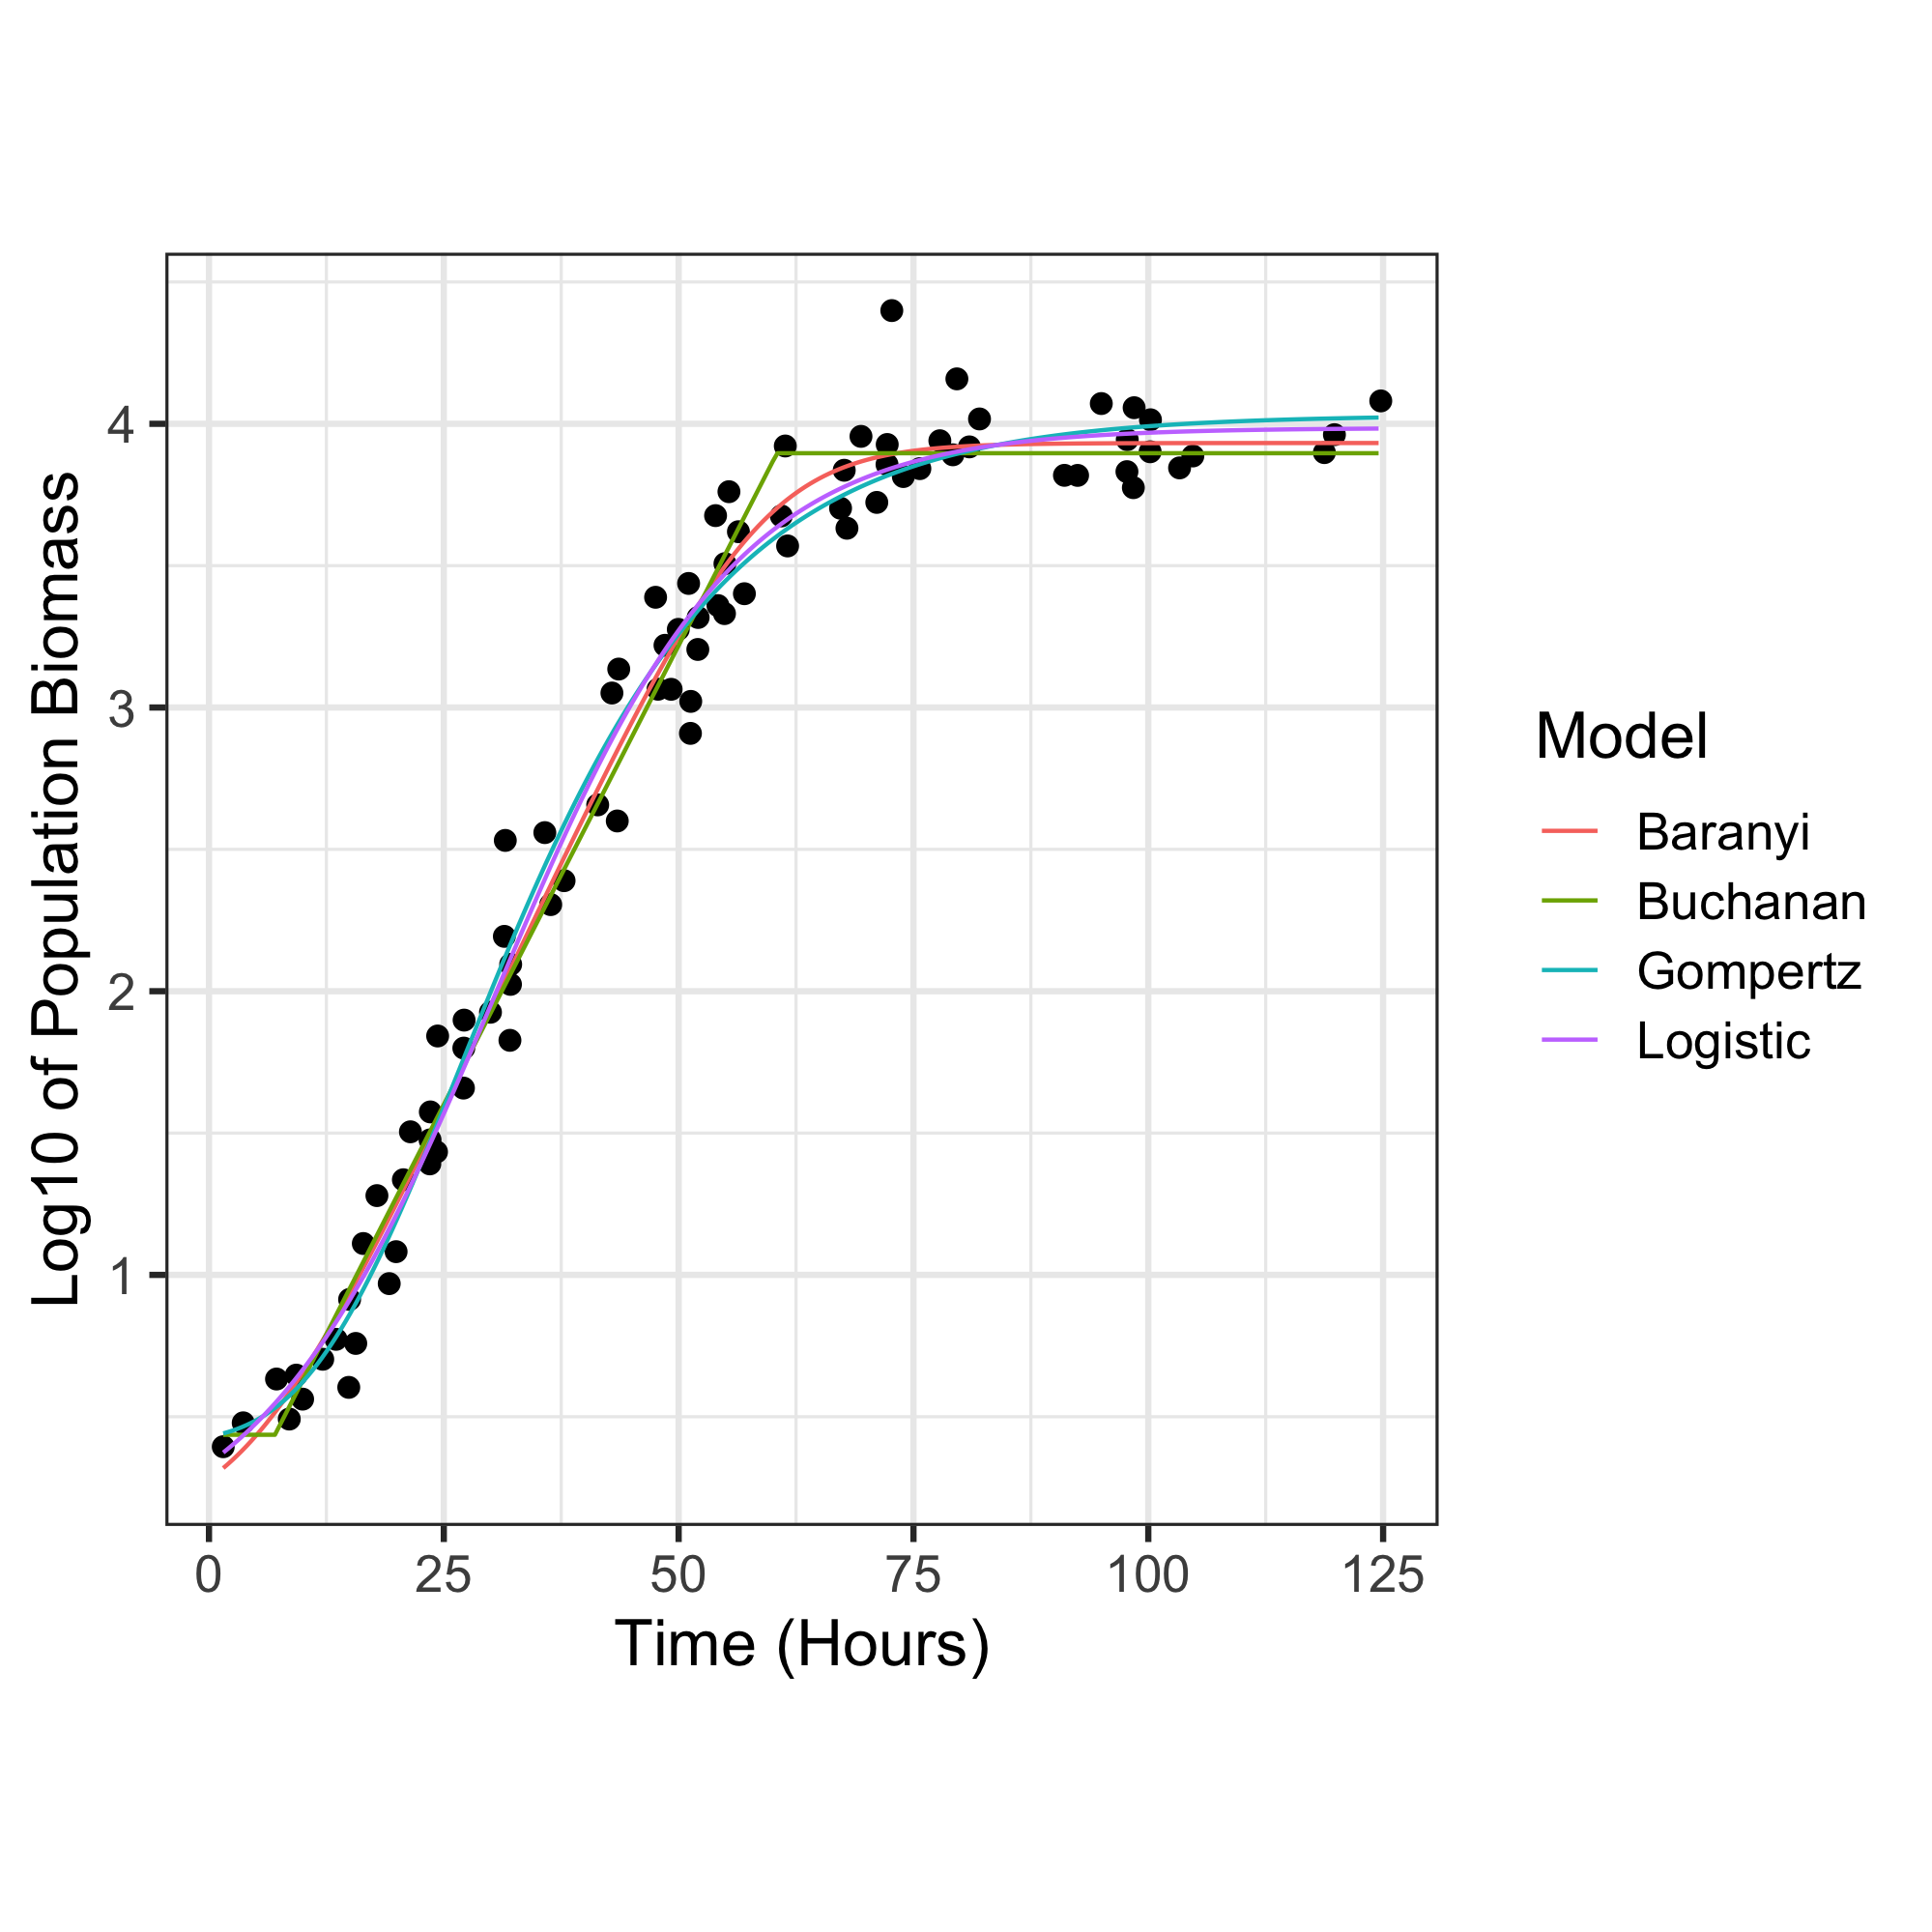 Log10 of Population Biomass
4
3
2
1
0 25 50 75 100 125
Time (Hours)
Model
Baranyi
Buchanan
Gompertz
Logistic